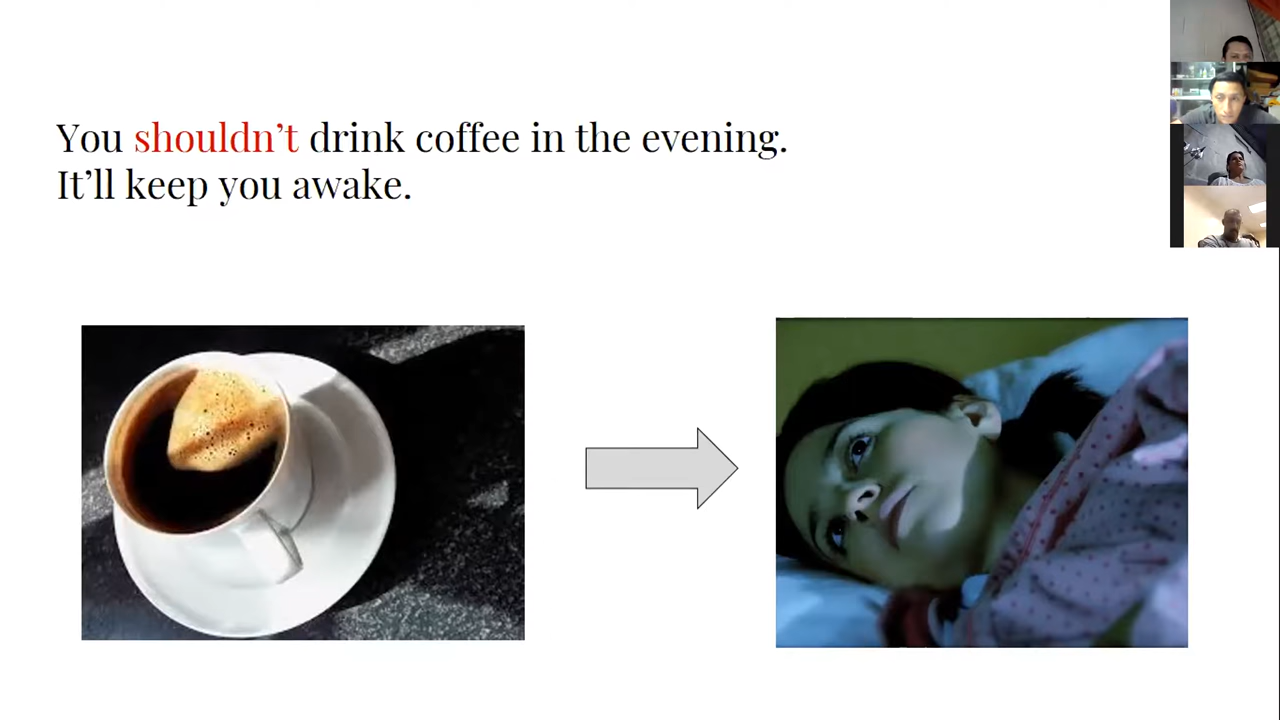 You shouldn’t drink coffee in the evening.
It’ll keep you awake.